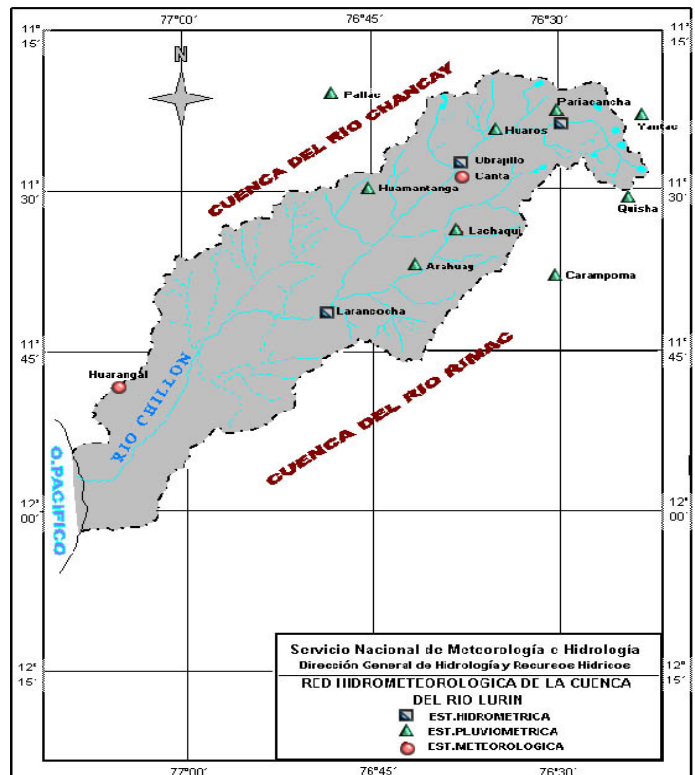 77°00´
76°45´
76°30´
11°
15´
11°
15´
N
Pallac
CUENCA DEL RIO CHANCAY
Pariacancha
Yantac
Huaros
Ubrajillo
Canta
11°
30´
Huamantanga
11°
30´
Quisha
Lachaqui
Arahuay
Carampoma
Larancocha
11°
45´
11°
45´
Huarangal
RIO CHILLON
CUENCA DEL RIO RIMAC
O.PACIFICO
12°
00´
12°
00´
Servicio Nacional de Meteorología e Hidrología
Dirección General de Hidrología y Recursos Hídricos
RED HIDROMETEOROLOGICA DE LA CUENCA
DEL RIO LURIN
EST.HIDROMETRICA
EST.PLUVIOMETRICA
EST.METEOROLOGICA
12°
15´
12°
15´
77°00´
76°45´
76°30´